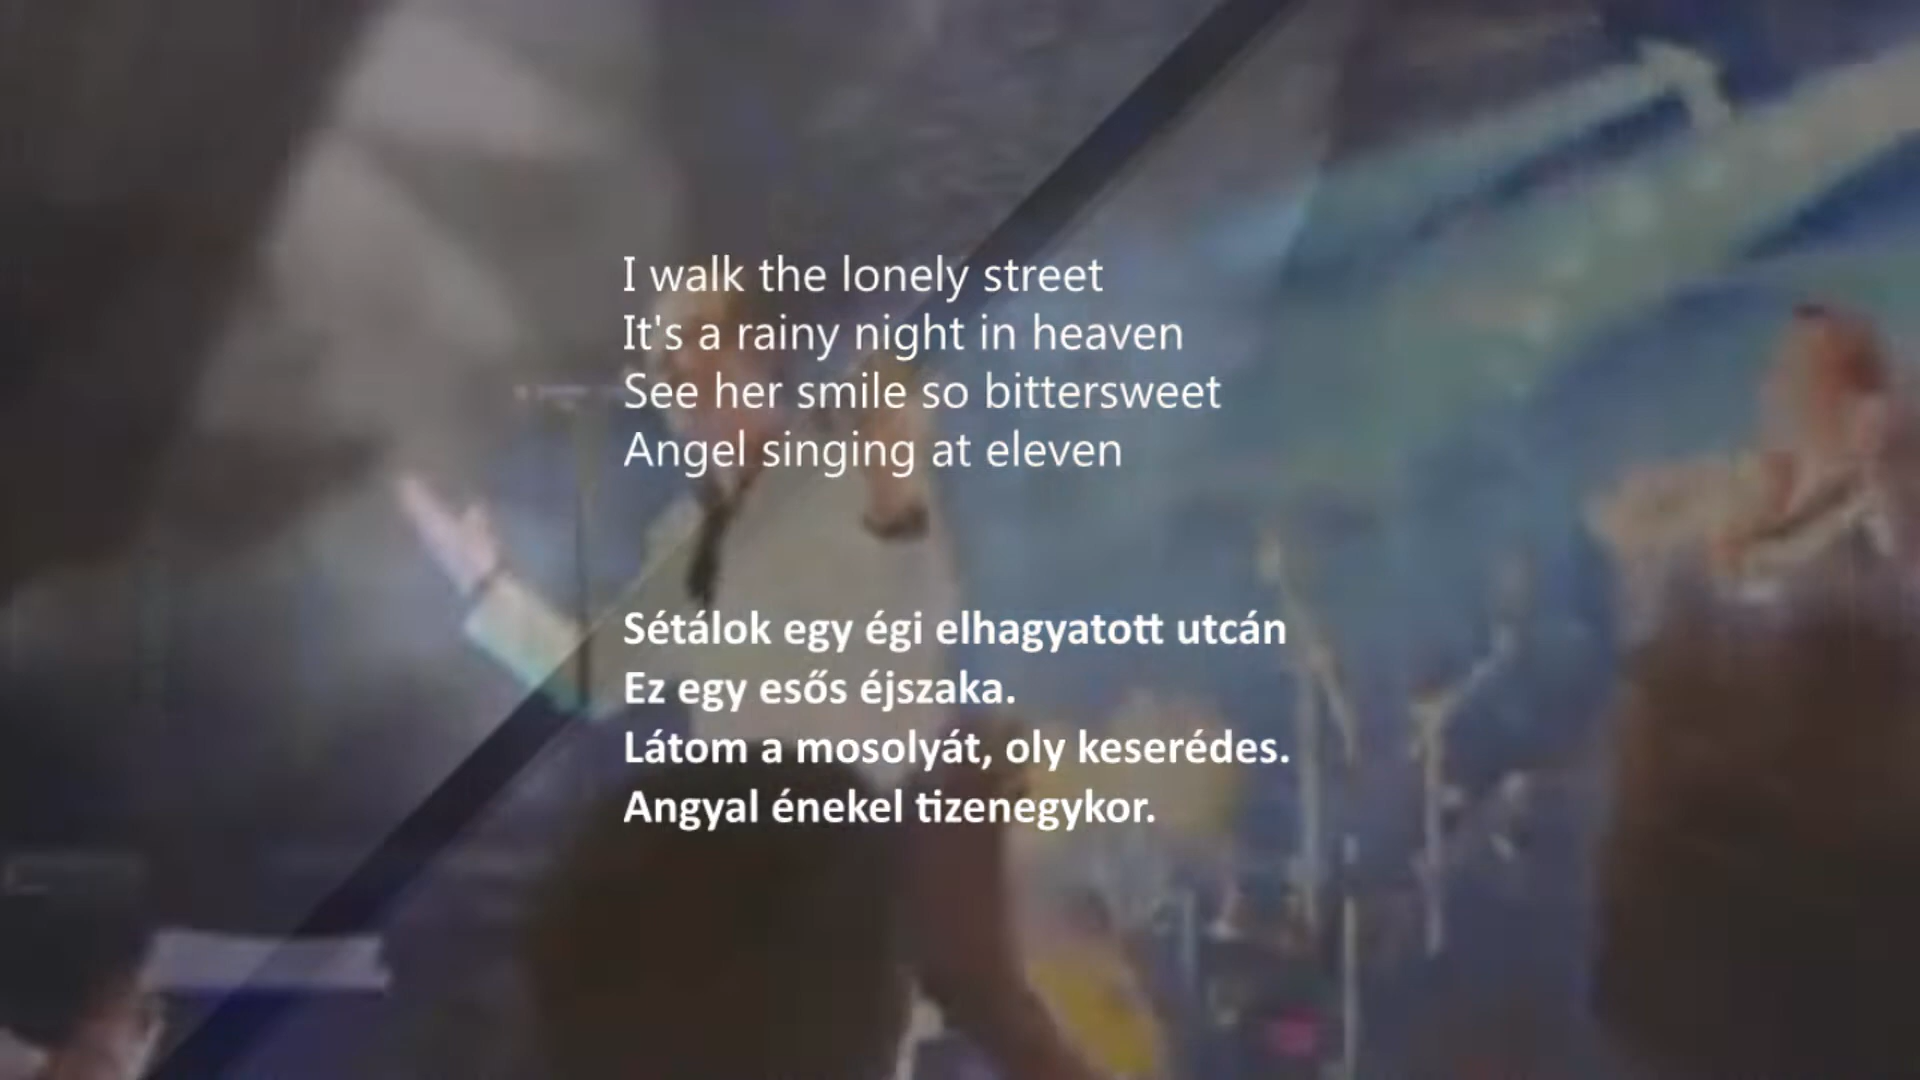 I walk the lonely street
It's a rainy night in heaven
See her smile so bittersweet
Angel singing at eleven
Sétálok egy égi elhagyatott utcán
Ez egy esős éjszaka.
Látom a mosolyát, oly keserédes.
Angyal énekel tizenegykor.